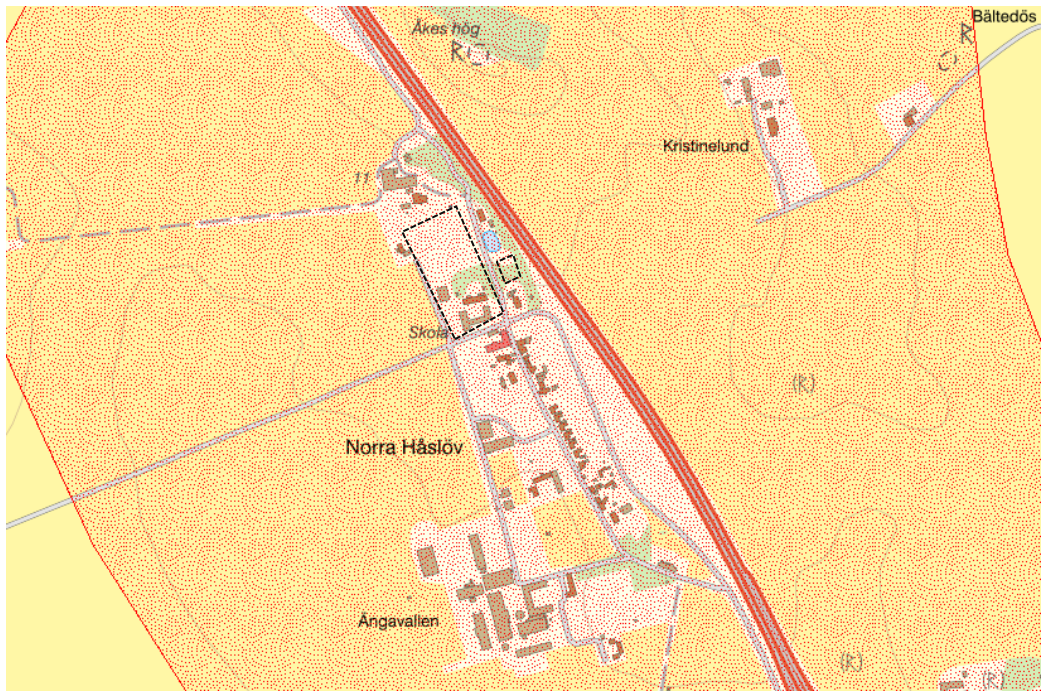 Bältedös
Åkes hög
R
R
Kristinelund
11
Skola
(R)
Norra Håslöv
Ängavallen
(R)
(R)